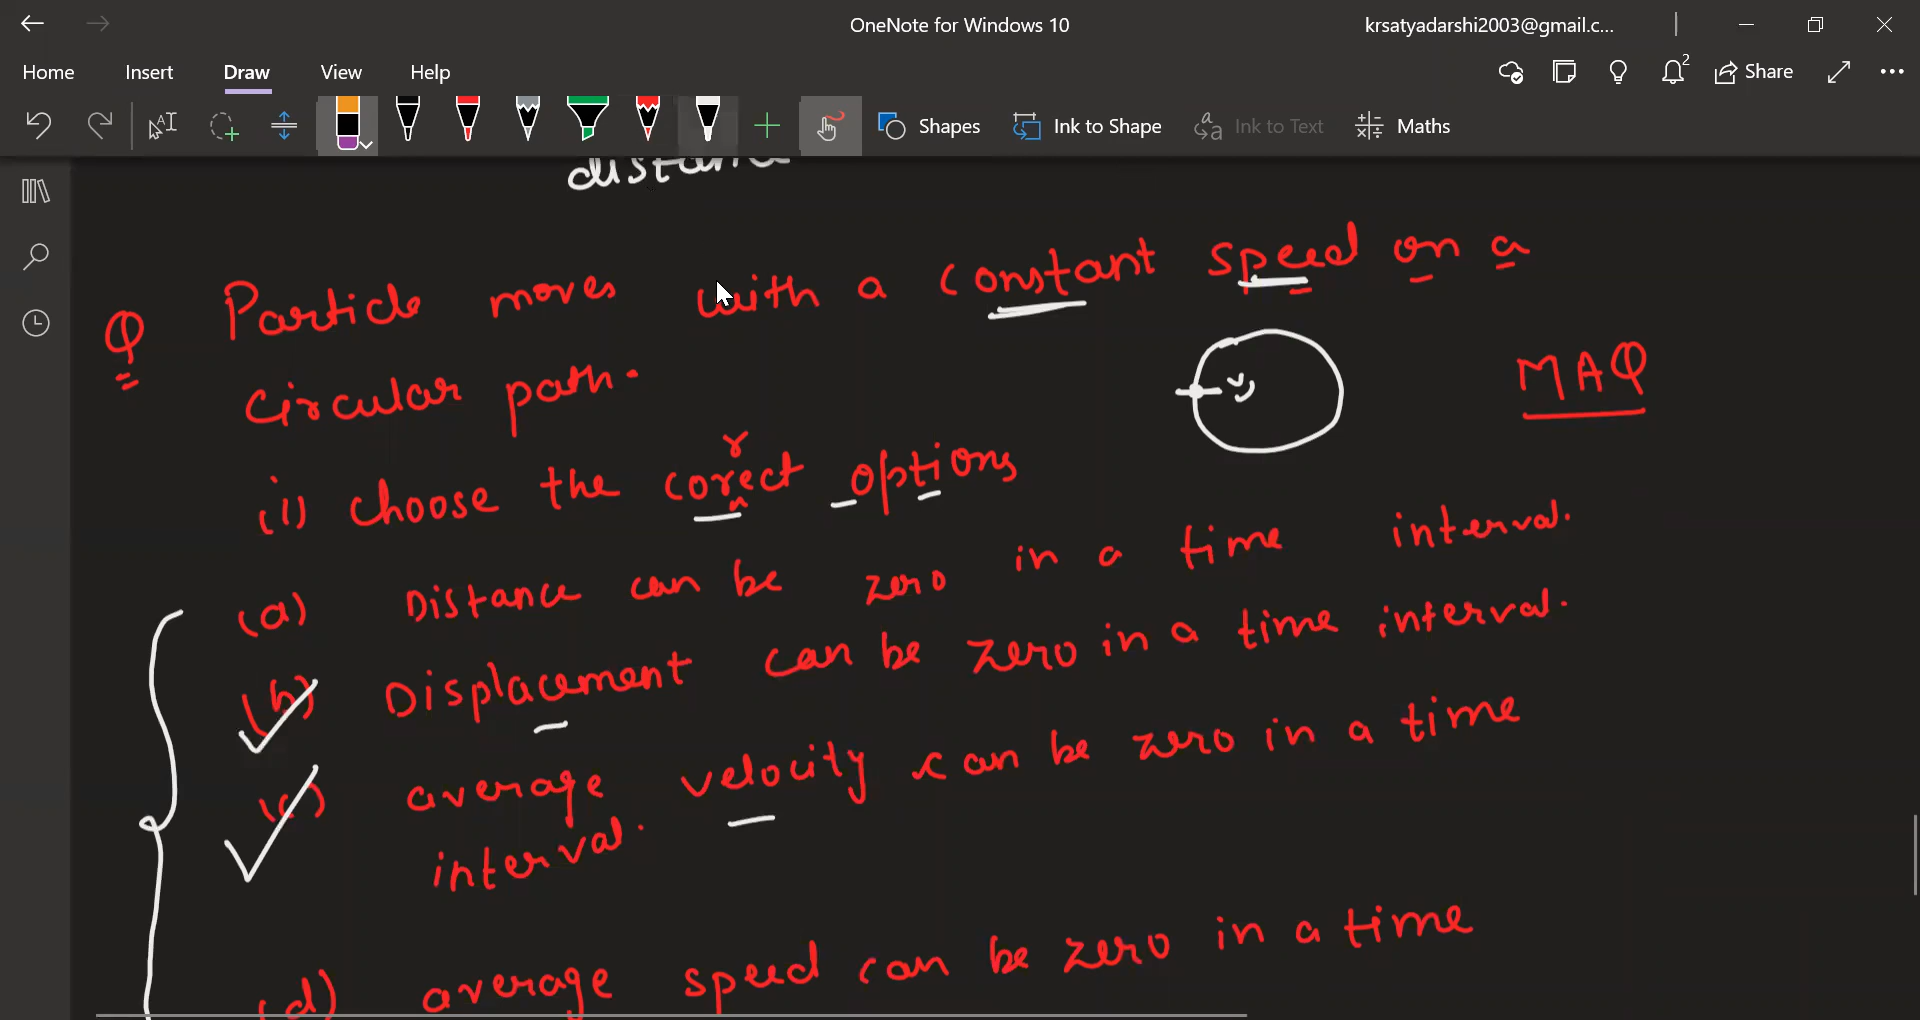 OneNote for Windows 10
krsatyadarshi2003@gmail.c...
Home Insert Draw View Help
2 Share
Shapes Ink to Shape Ink to Text Maths
distance
Q Particle moves with a constant speed on a
circular path.
MAQ
r
(i) choose the corect options
(a) Distance can be zero in a time interval.
(b) Displacement can be zero in a time interval.
(c) average velocity can be zero in a time
interval.
(d) average speed can be zero in a time